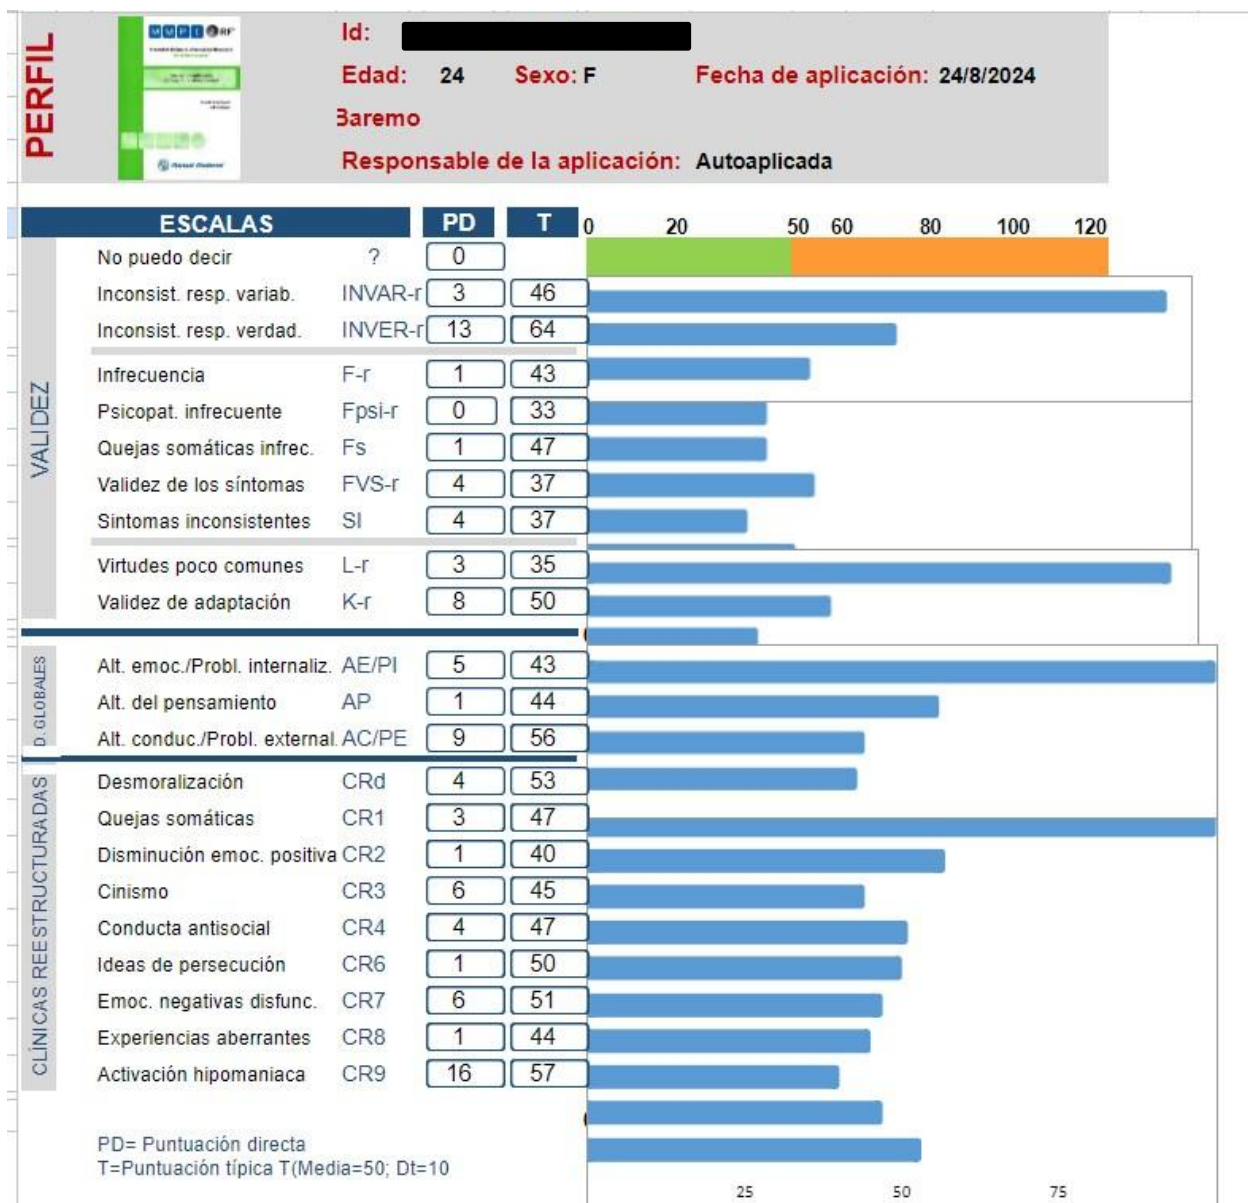 PERFIL
MMPI-2 RF
Manual Moderno
Id:
Edad: 24 Sexo: F Fecha de aplicación: 24/8/2024
Baremo
Responsable de la aplicación: Autoaplicada
ESCALAS PD T 0 20 50 60 80 100 120
VALIDEZ
No puedo decir ? 0
Inconsist. resp. variab. INVAR-r 3 46
Inconsist. resp. verdad. INVER-r 13 64
Infrecuencia F-r 1 43
Psicopat. infrecuente Fpsi-r 0 33
Quejas somáticas infrec. Fs 1 47
Validez de los síntomas FVS-r 4 37
Sintomas inconsistentes SI 4 37
Virtudes poco comunes L-r 3 35
Validez de adaptación K-r 8 50
D. GLOBALES
Alt. emoc./Probl. internaliz. AE/PI 5 43
Alt. del pensamiento AP 1 44
Alt. conduc./Probl. external. AC/PE 9 56
CLÍNICAS REESTRUCTURADAS
Desmoralización CRd 4 53
Quejas somáticas CR1 3 47
Disminución emoc. positiva CR2 1 40
Cinismo CR3 6 45
Conducta antisocial CR4 4 47
Ideas de persecución CR6 1 50
Emoc. negativas disfunc. CR7 6 51
Experiencias aberrantes CR8 1 44
Activación hipomaniaca CR9 16 57
PD= Puntuación directa
T=Puntuación típica T(Media=50; Dt=10
25 50 75